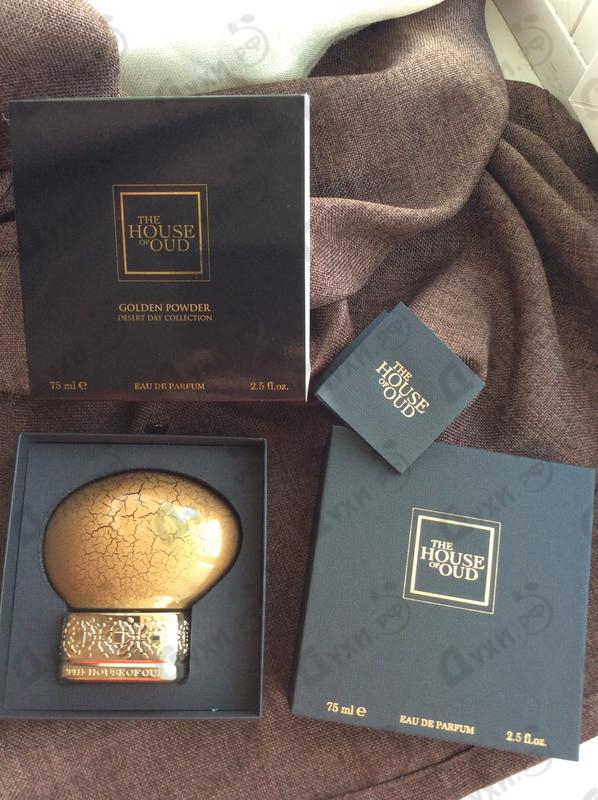 THE
HOUSE
OF OUD
GOLDEN POWDER
DESERT DAY COLLECTION
75 ml ℮
EAU DE PARFUM
2.5 fl.oz.
THE
HOUSE
OF OUD
THE HOUSE OF OUD
THE
HOUSE
OF OUD
75 ml ℮
EAU DE PARFUM
2.5 fl.oz.
Духи.РФ